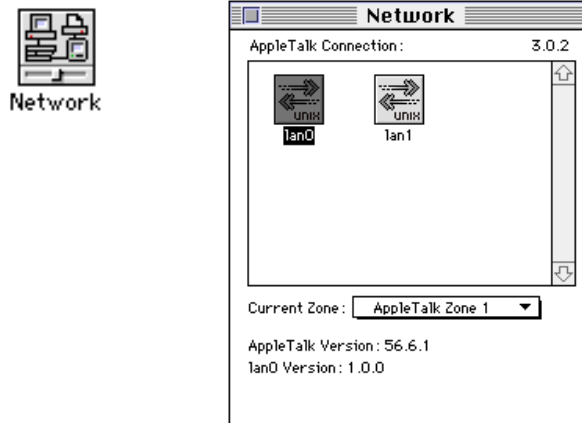 Network
Network
AppleTalk Connection: 3.0.2
unix unix
lan0 lan1
Current Zone: AppleTalk Zone 1
AppleTalk Version: 56.6.1
lan0 Version: 1.0.0